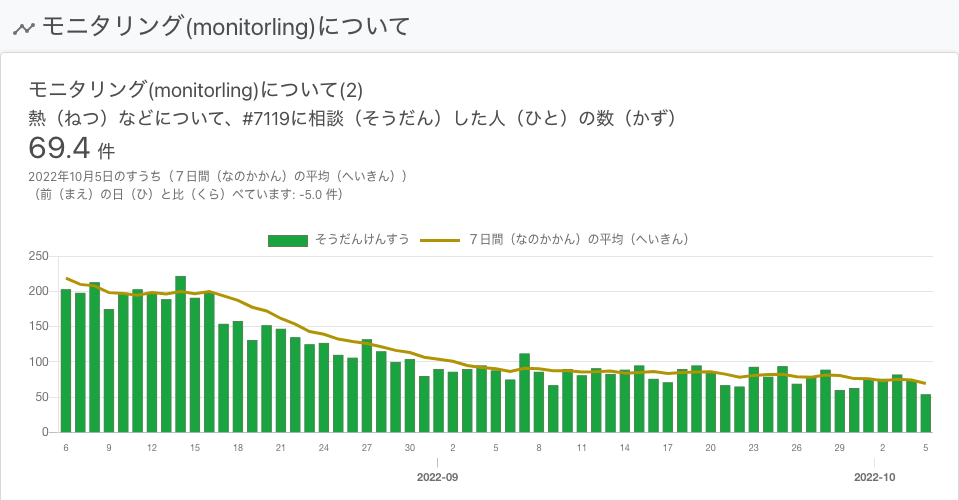 モニタリング(monitorling)について
モニタリング(monitorling)について(2)
熱（ねつ）などについて、#7119に相談（そうだん）した人（ひと）の数（かず）
69.4 件
2022年10月5日のすうち（７日間（なのかかん）の平均（へいきん））
（前（まえ）の日（ひ）と比（くら）べています: -5.0 件）
そうだんけんすう ７日間（なのかかん）の平均（へいきん）
250
200
150
100
50
0
6 9 12 15 18 21 24 27 30 2 5 8 11 14 17 20 23 26 29 2 5
2022-09 2022-10